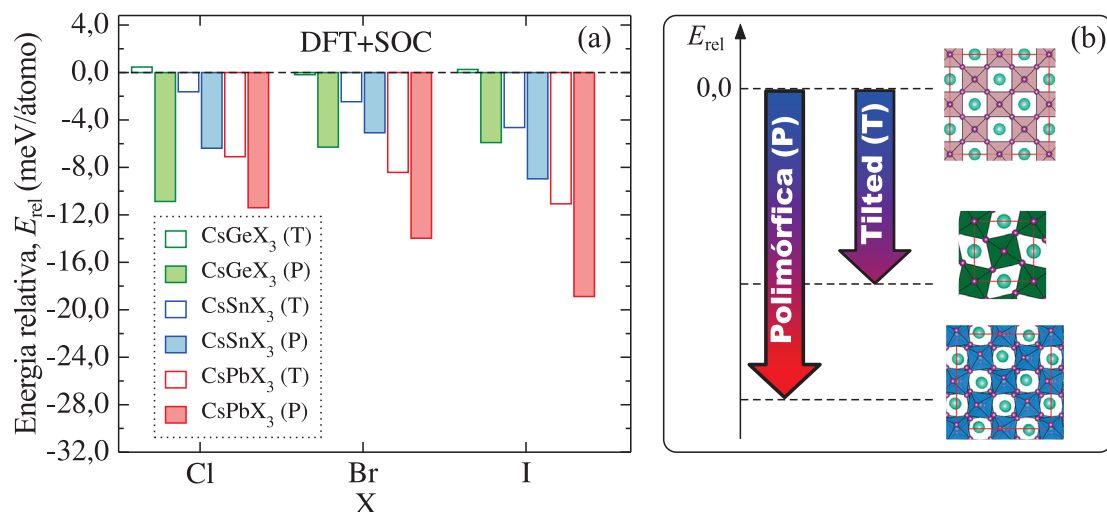 DFT+SOC
(a)
Energia relativa, E_rel (meV/átomo)
4,0
0,0
-4,0
-8,0
-12,0
-16,0
-20,0
-24,0
-28,0
-32,0
CsGeX₃ (T)
CsGeX₃ (P)
CsSnX₃ (T)
CsSnX₃ (P)
CsPbX₃ (T)
CsPbX₃ (P)
Cl
Br
I
X
E_rel
(b)
0,0
Polimórfica (P)
Tilted (T)